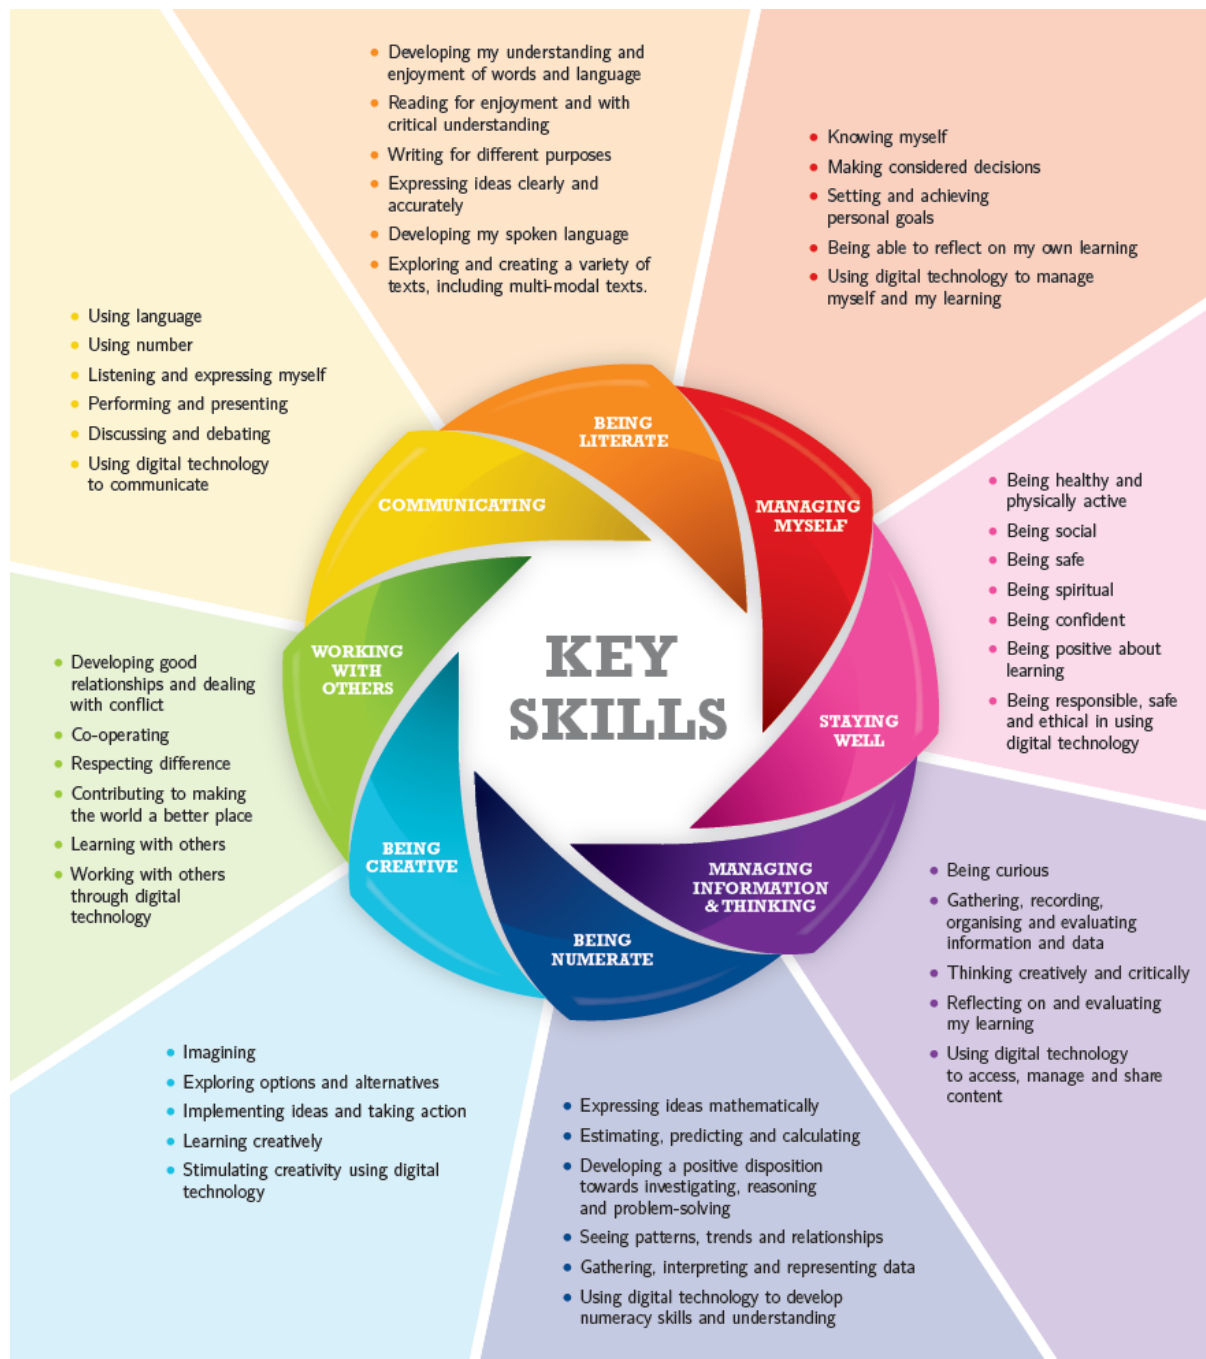 Developing my understanding and
enjoyment of words and language
Reading for enjoyment and with
critical understanding
Writing for different purposes
Expressing ideas clearly and
accurately
Developing my spoken language
Exploring and creating a variety of
texts, including multi-modal texts.
Knowing myself
Making considered decisions
Setting and achieving
personal goals
Being able to reflect on my own learning
Using digital technology to manage
myself and my learning
Using language
Using number
Listening and expressing myself
Performing and presenting
Discussing and debating
Using digital technology
to communicate
BEING
LITERATE
MANAGING
MYSELF
COMMUNICATING
Being healthy and
physically active
Being social
Being safe
Being spiritual
Being confident
Being positive about
learning
Being responsible, safe
and ethical in using
digital technology
WORKING
WITH
OTHERS
KEY
SKILLS
STAYING
WELL
Developing good
relationships and dealing
with conflict
Co-operating
Respecting difference
Contributing to making
the world a better place
Learning with others
Working with others
through digital
technology
BEING
CREATIVE
MANAGING
INFORMATION
& THINKING
BEING
NUMERATE
Being curious
Gathering, recording,
organising and evaluating
information and data
Thinking creatively and critically
Reflecting on and evaluating
my learning
Using digital technology
to access, manage and share
content
Imagining
Exploring options and alternatives
Implementing ideas and taking action
Learning creatively
Stimulating creativity using digital
technology
Expressing ideas mathematically
Estimating, predicting and calculating
Developing a positive disposition
towards investigating, reasoning
and problem-solving
Seeing patterns, trends and relationships
Gathering, interpreting and representing data
Using digital technology to develop
numeracy skills and understanding